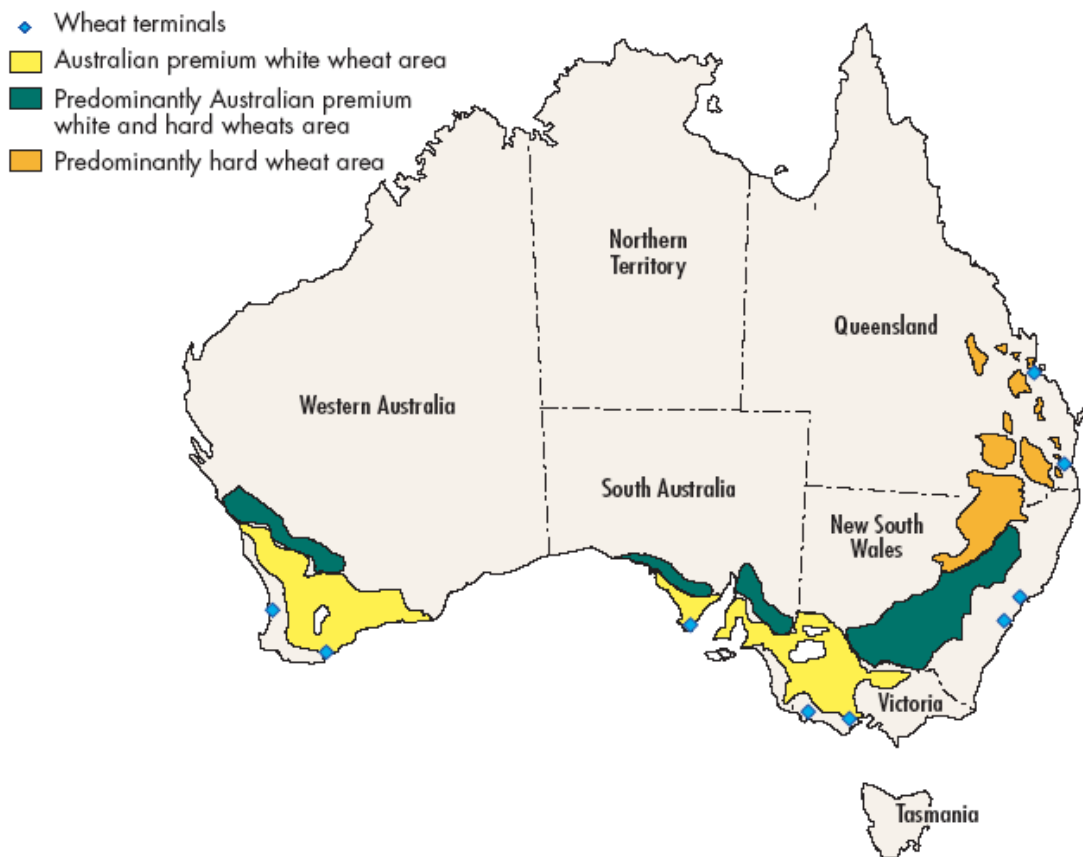 Wheat terminals
Australian premium white wheat area
Predominantly Australian premium
white and hard wheats area
Predominantly hard wheat area
Northern
Territory
Queensland
Western Australia
South Australia
New South
Wales
Victoria
Tasmania